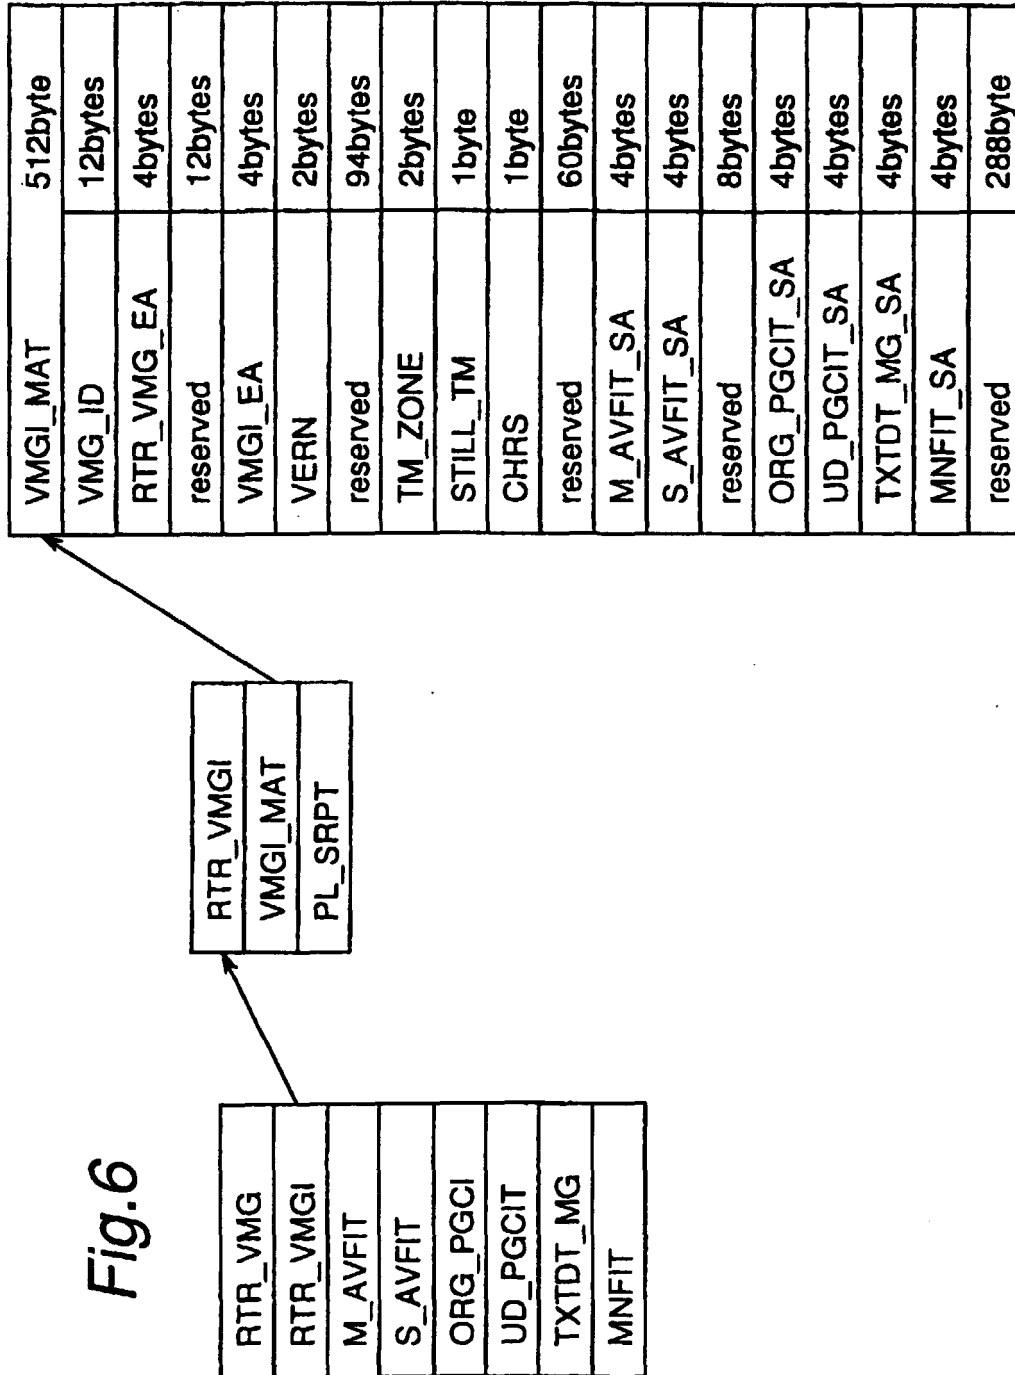 Fig.6
RTR_VMG
RTR_VMGI
M_AVFIT
S_AVFIT
ORG_PGCI
UD_PGCIT
TXTDT_MG
MNFIT
RTR_VMGI
VMGI_MAT
PL_SRPT
VMGI_MAT 512byte
VMG_ID 12bytes
RTR_VMG_EA 4bytes
reserved 12bytes
VMGI_EA 4bytes
VERN 2bytes
reserved 94bytes
TM_ZONE 2bytes
STILL_TM 1byte
CHRS 1byte
reserved 60bytes
M_AVFIT_SA 4bytes
S_AVFIT_SA 4bytes
reserved 8bytes
ORG_PGCIT_SA 4bytes
UD_PGCIT_SA 4bytes
TXTDT_MG_SA 4bytes
MNFIT_SA 4bytes
reserved 288byte